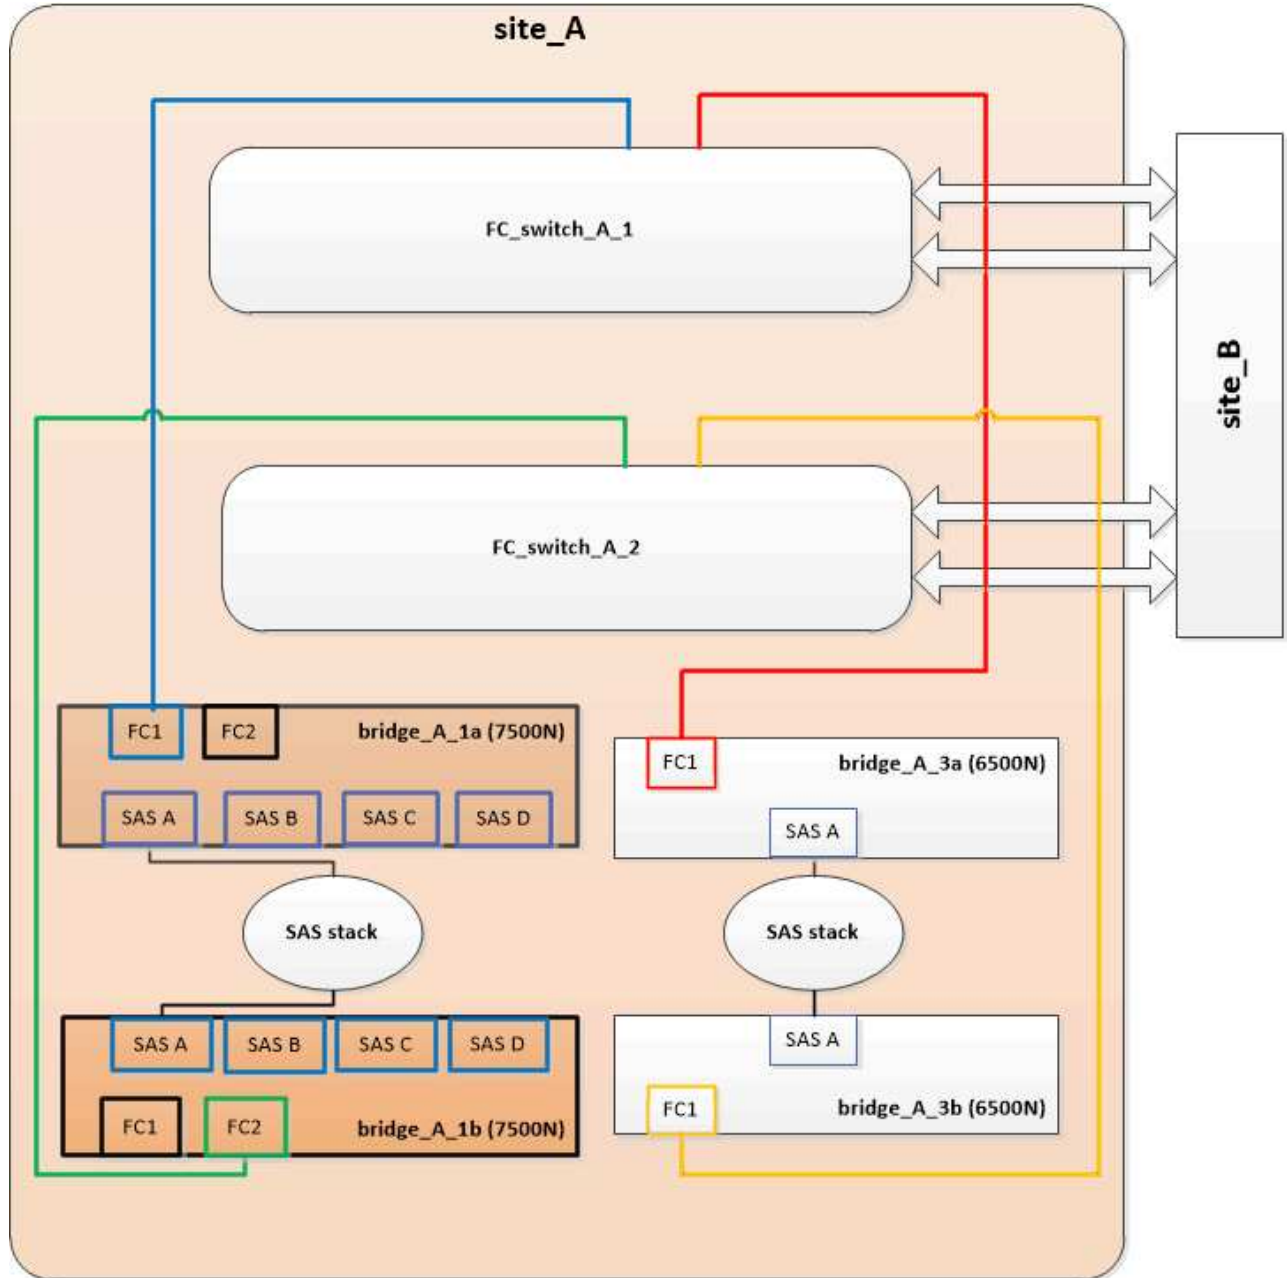 site_A
FC_switch_A_1
site_B
FC_switch_A_2
FC1
FC2
bridge_A_1a (7500N)
SAS A
SAS B
SAS C
SAS D
FC1
bridge_A_3a (6500N)
SAS A
SAS stack
SAS stack
SAS A
SAS B
SAS C
SAS D
FC1
FC2
bridge_A_1b (7500N)
SAS A
FC1
bridge_A_3b (6500N)